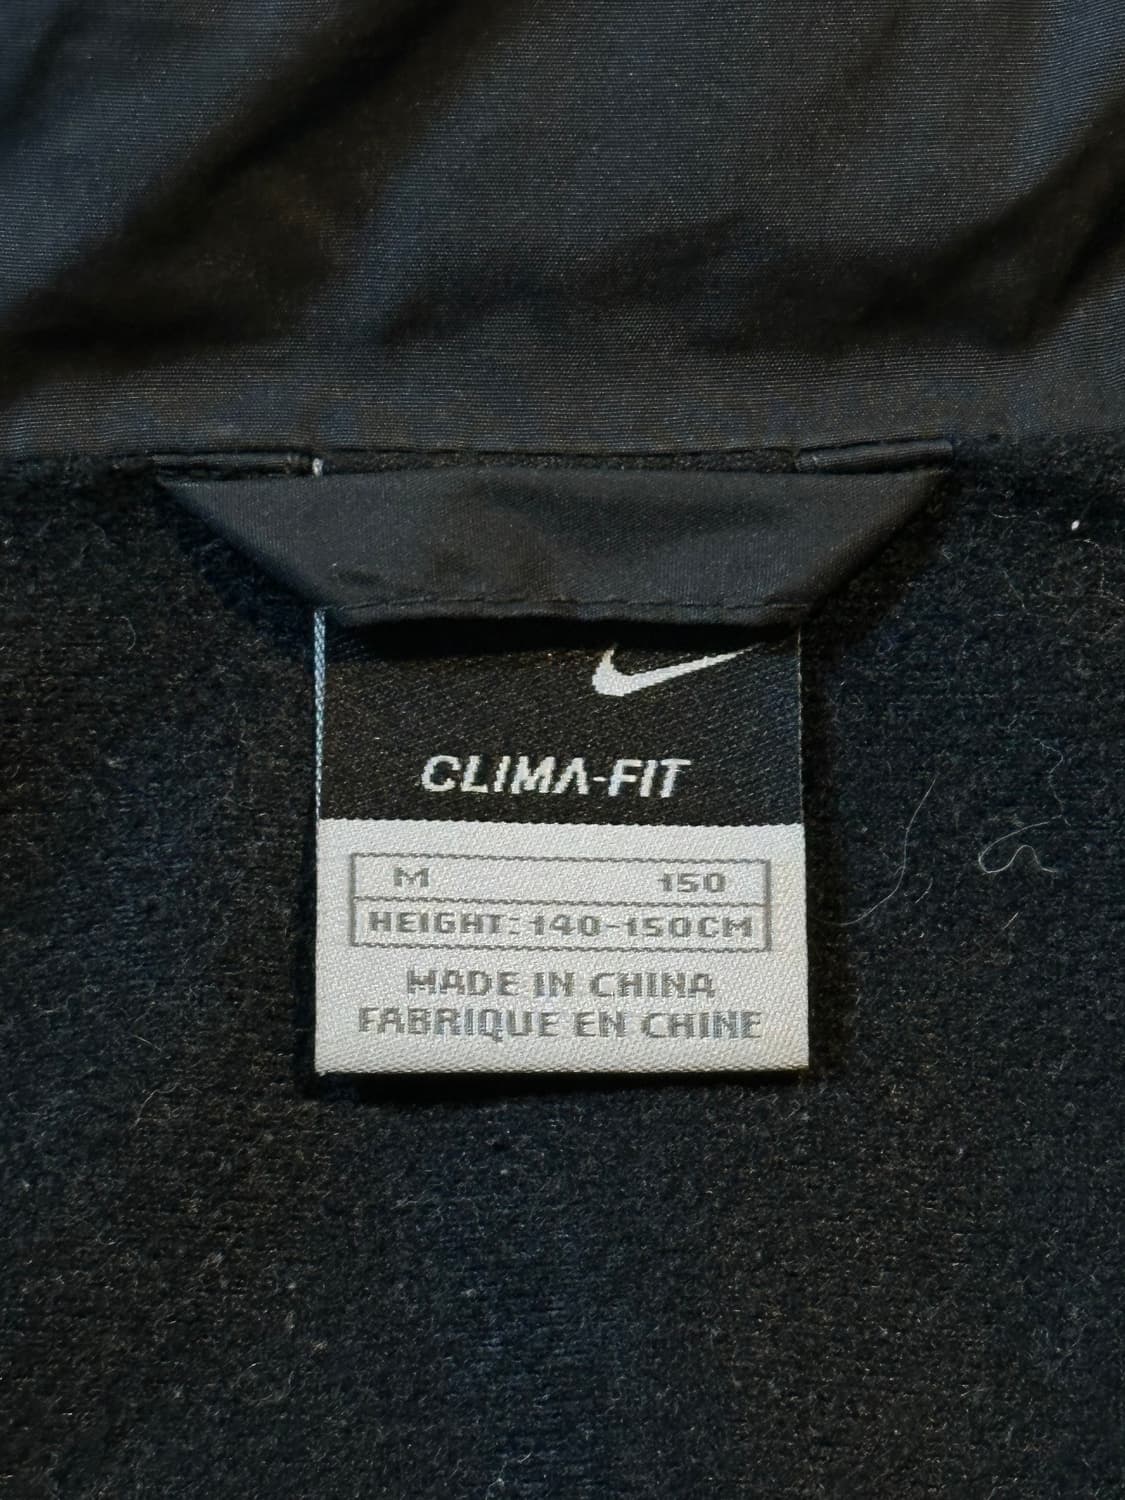 CLIMA-FIT
M 150
HEIGHT: 140-150CM
MADE IN CHINA
FABRIQUE EN CHINE